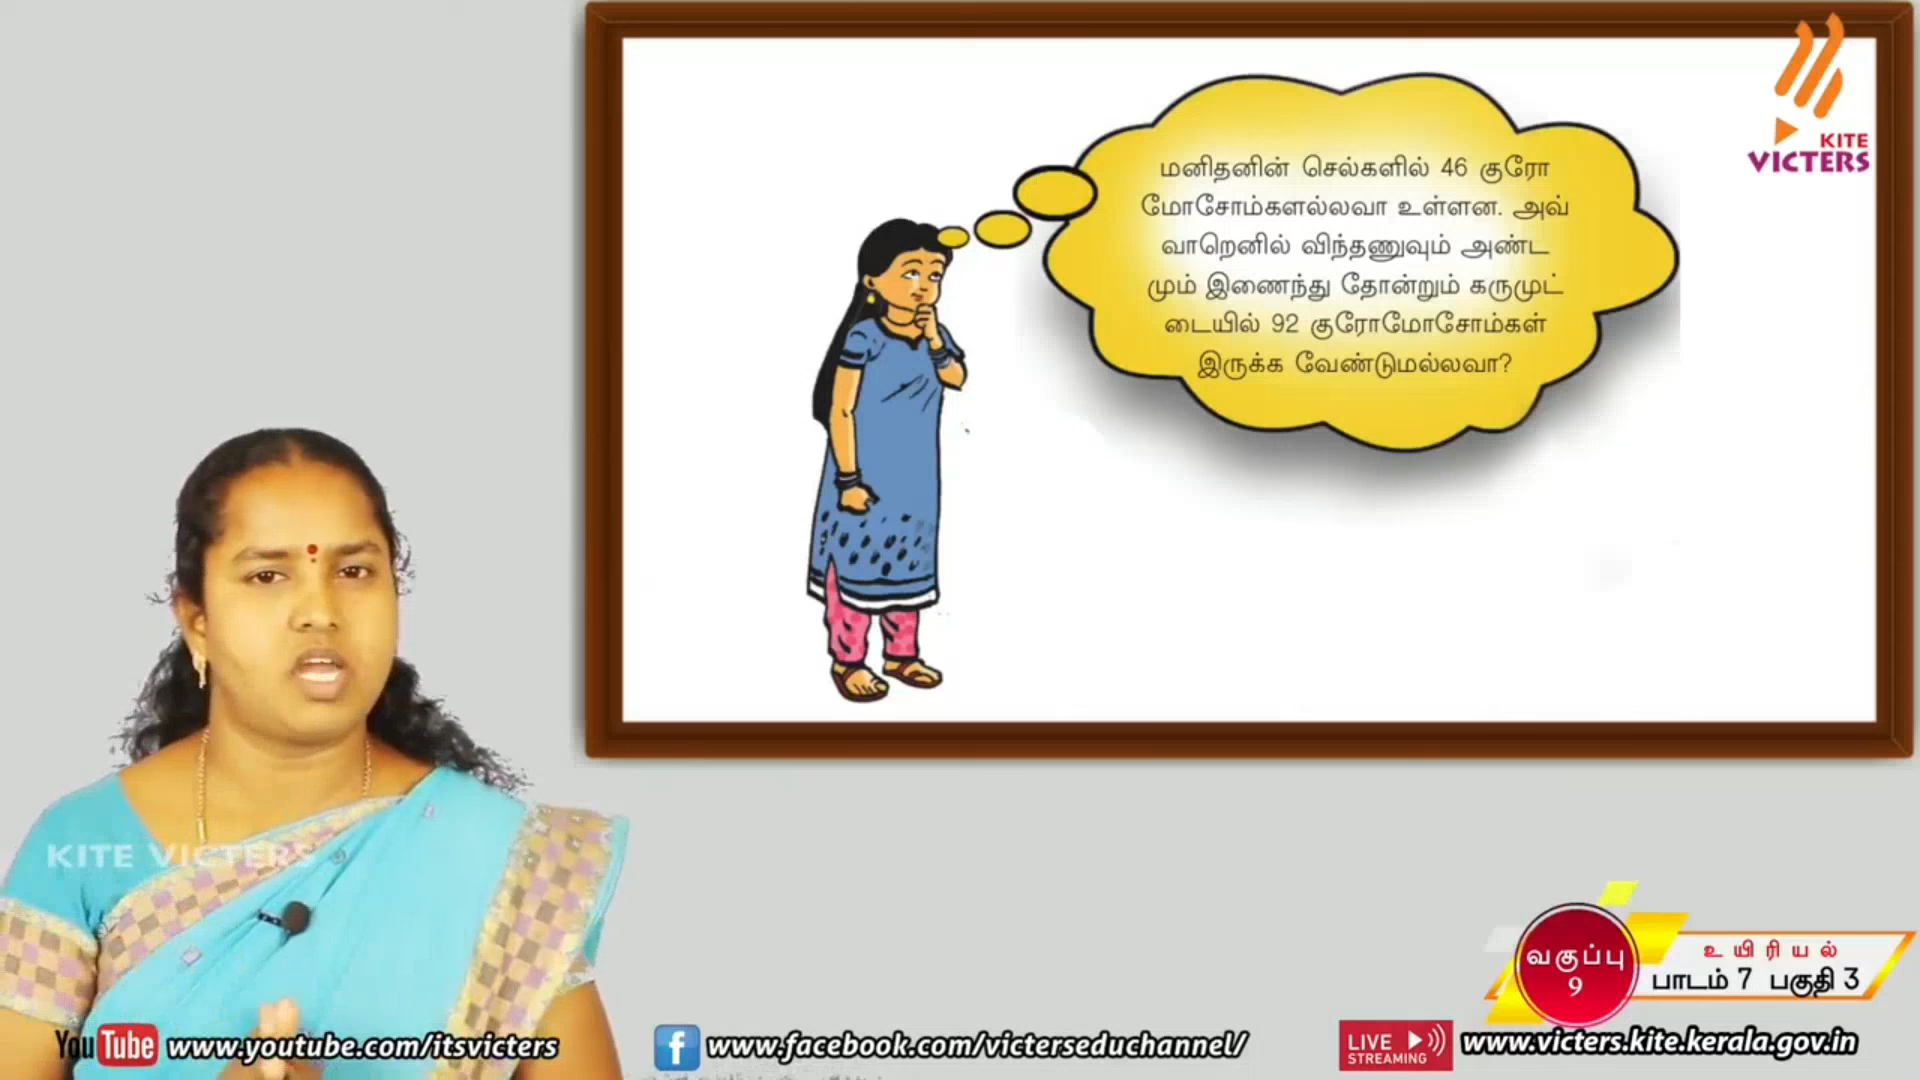 மனிதனின் செல்களில் 46 குரோ
மோசோம்களல்லவா உள்ளன. அவ்
வாறெனில் விந்தணுவும் அண்ட
மும் இணைந்து தோன்றும் கருமுட்
டையில் 92 குரோமோசோம்கள்
இருக்க வேண்டுமல்லவா?
KITE
VICTERS
KITE VICTERS
வகுப்பு
9
உயிரியல்
பாடம் 7 பகுதி 3
YouTube www.youtube.com/itsvicters
f www.facebook.com/victerseduchannel/
LIVE
STREAMING
www.victers.kite.kerala.gov.in